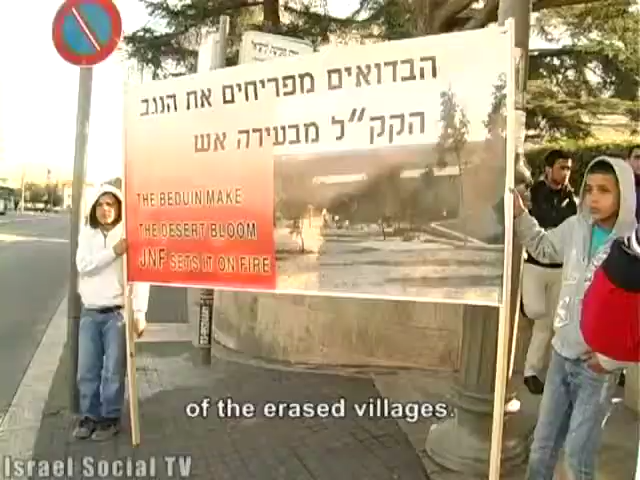 הבדואים מפריחים את הנגב
הקק"ל מבעירה אש
THE BEDUIN MAKE
THE DESERT BLOOM
JNF SETS IT ON FIRE
of the erased villages.
Israel Social TV